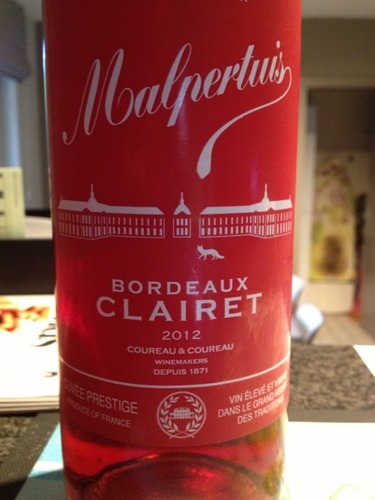 Malpertuis
BORDEAUX
CLAIRET
2012
COUREAU & COUREAU
WINEMAKERS
DEPUIS 1871
CUVÉE PRESTIGE
PRODUCE OF FRANCE
VIN ÉLEVÉ ET
DANS LE GRAND
DES TRADITIONS